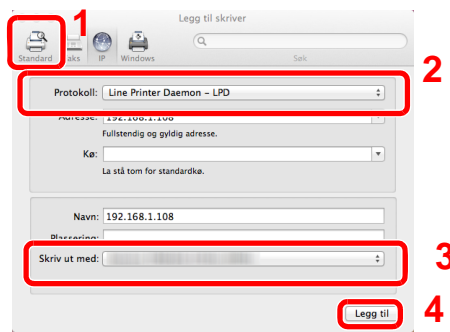 Legg til skriver
1
Standard Faks IP Windows Søk
2
Protokoll: Line Printer Daemon – LPD
Adresse: 192.168.1.108
Fullstendig og gyldig adresse.
Kø:
La stå tom for standardkø.
Navn: 192.168.1.108
Plassering:
Skriv ut med:
3
Legg til
4